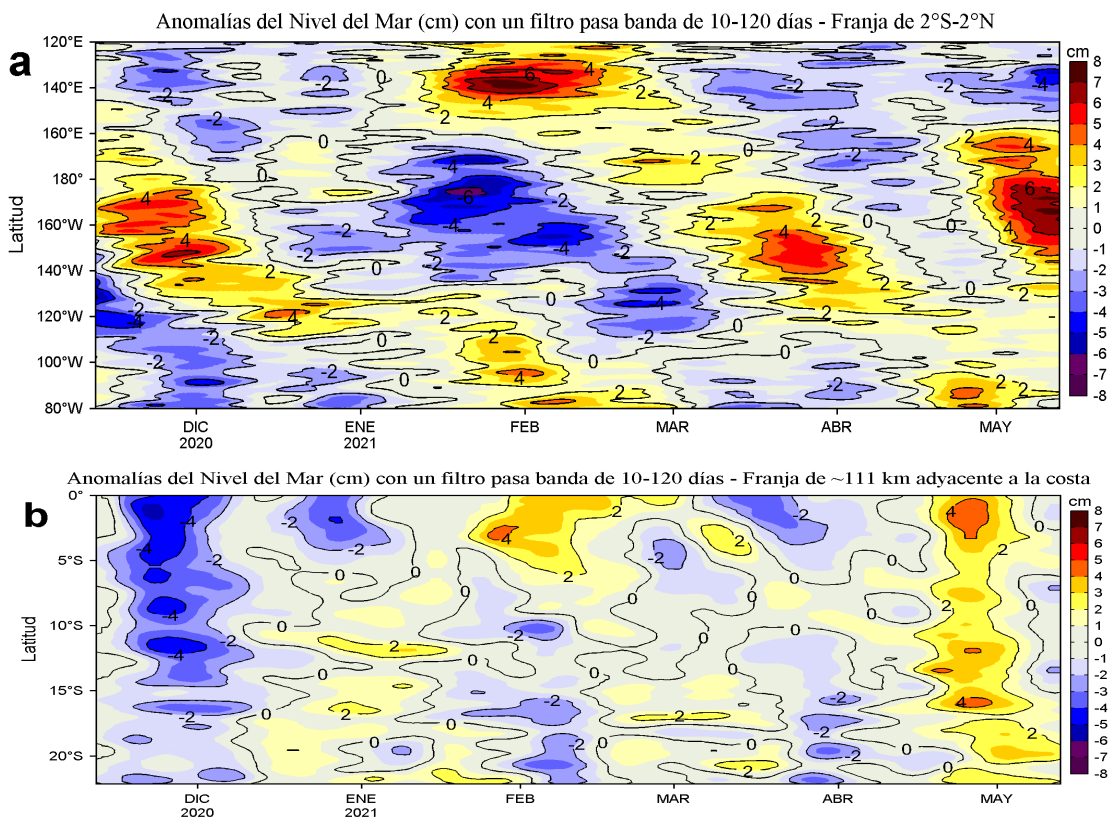 Anomalías del Nivel del Mar (cm) con un filtro pasa banda de 10-120 días - Franja de 2°S-2°N
a
cm
Latitud
120°E
140°E
160°E
180°
160°W
140°W
120°W
100°W
80°W
DIC
2020
ENE
2021
FEB
MAR
ABR
MAY
8
7
6
5
4
3
2
1
0
-1
-2
-3
-4
-5
-6
-7
-8
Anomalías del Nivel del Mar (cm) con un filtro pasa banda de 10-120 días - Franja de ~111 km adyacente a la costa
b
cm
Latitud
0°
5°S
10°S
15°S
20°S
DIC
2020
ENE
2021
FEB
MAR
ABR
MAY
8
7
6
5
4
3
2
1
0
-1
-2
-3
-4
-5
-6
-7
-8